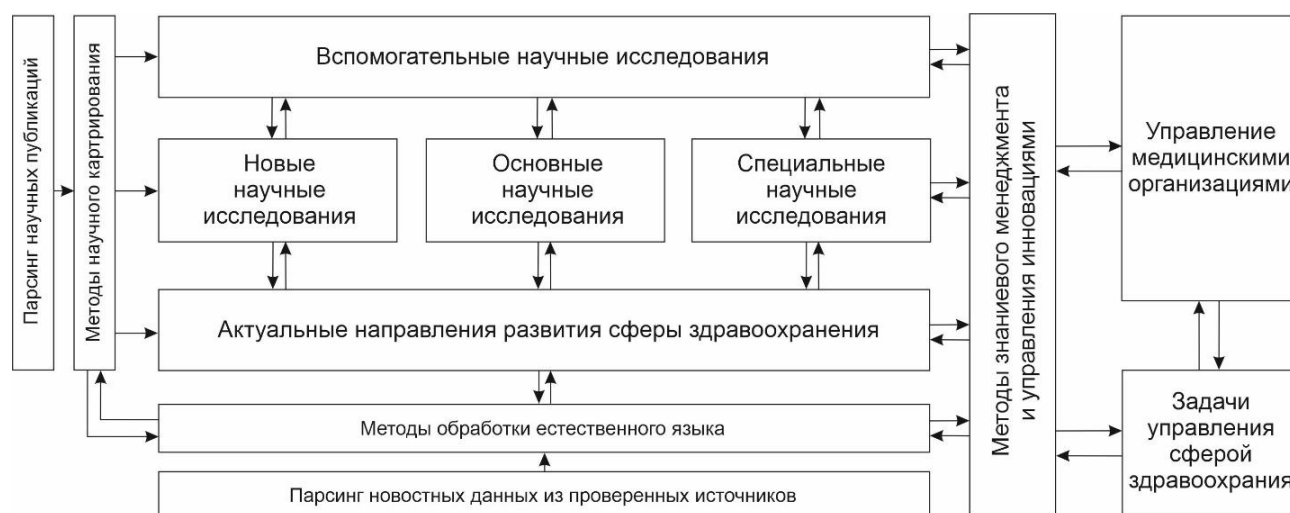 Парсинг научных публикаций
Методы научного картрирования
Вспомогательные научные исследования
Новые
научные
исследования
Основные
научные
исследования
Специальные
научные
исследования
Актуальные направления развития сферы здравоохранения
Методы обработки естественного языка
Парсинг новостных данных из проверенных источников
Методы знаниевого менеджмента
и управления инновациями
Управление
медицинскими
организациями
Задачи
управления
сферой
здравоохрания